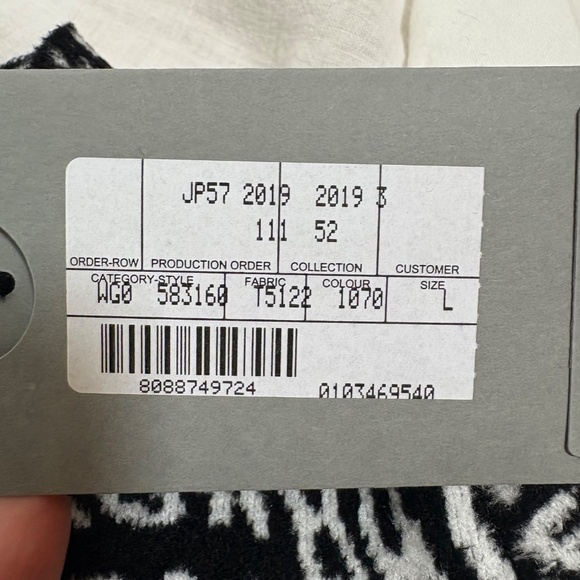 JP57 2019 2019 3
111 52
ORDER-ROW PRODUCTION ORDER COLLECTION CUSTOMER
CATEGORY-STYLE FABRIC COLOUR SIZE
WG0 583160 T5122 1070 L
8088749724 0103469540